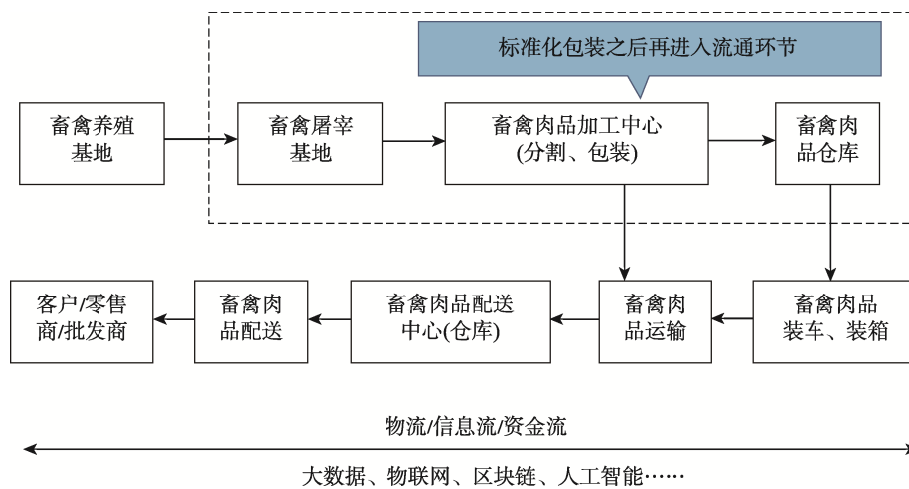 标准化包装之后再进入流通环节
畜禽养殖
基地
畜禽屠宰
基地
畜禽肉品加工中心
(分割、包装)
畜禽肉
品仓库
客户/零售
商/批发商
畜禽肉
品配送
畜禽肉品配送
中心(仓库)
畜禽肉
品运输
畜禽肉品
装车、装箱
物流/信息流/资金流
大数据、物联网、区块链、人工智能……